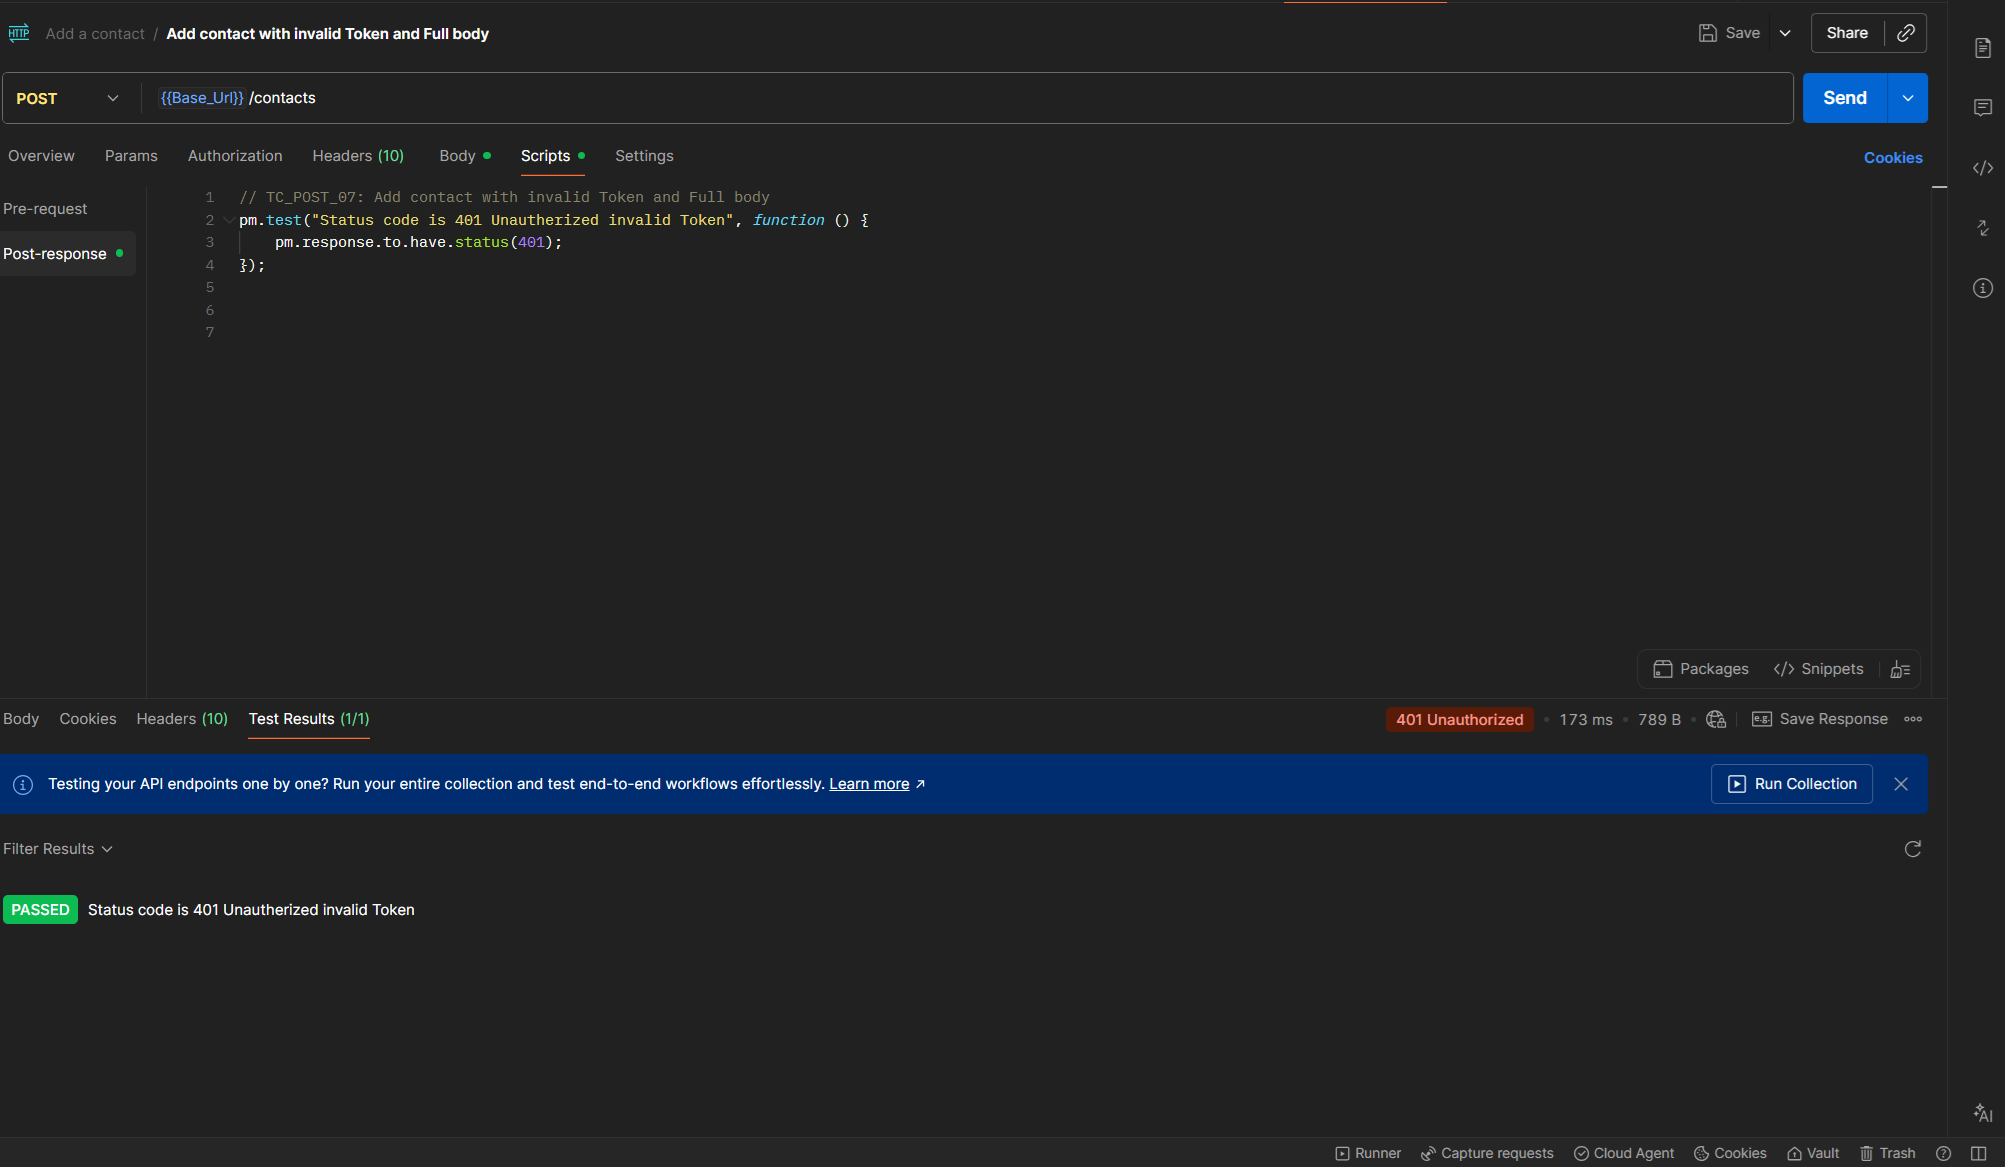 HTTP Add a contact / Add contact with invalid Token and Full body Save Share
POST {{Base_Url}} /contacts Send
Overview Params Authorization Headers (10) Body Scripts Settings Cookies
Pre-request
Post-response
1 // TC_POST_07: Add contact with invalid Token and Full body
2 pm.test("Status code is 401 Unautherized invalid Token", function () {
3 pm.response.to.have.status(401);
4 });
5
6
7
Packages </> Snippets
Body Cookies Headers (10) Test Results (1/1) 401 Unauthorized • 173 ms • 789 B • e.g. Save Response
Testing your API endpoints one by one? Run your entire collection and test end-to-end workflows effortlessly. Learn more ↗ Run Collection
Filter Results
PASSED Status code is 401 Unautherized invalid Token
AI
Runner Capture requests Cloud Agent Cookies Vault Trash